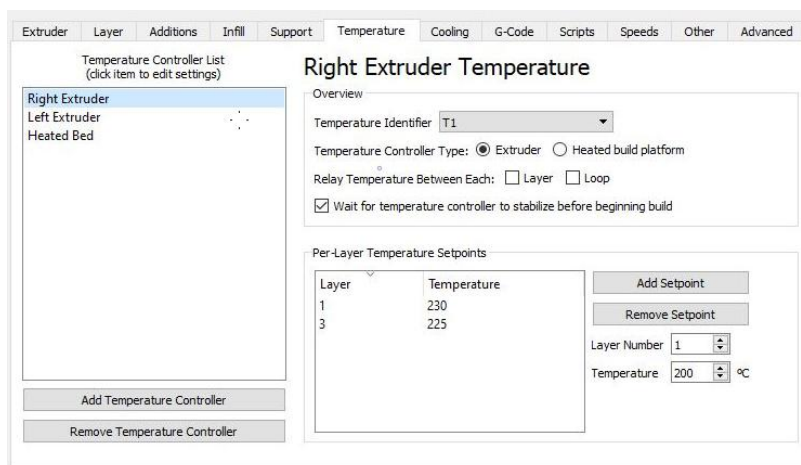 Extruder Layer Additions Infill Support Temperature Cooling G-Code Scripts Speeds Other Advanced
Temperature Controller List
(click item to edit settings)
Right Extruder
Left Extruder
Heated Bed
Add Temperature Controller
Remove Temperature Controller
Right Extruder Temperature
Overview
Temperature Identifier T1
Temperature Controller Type: Extruder Heated build platform
Relay Temperature Between Each: Layer Loop
Wait for temperature controller to stabilize before beginning build
Per-Layer Temperature Setpoints
Layer Temperature
1 230
3 225
Add Setpoint
Remove Setpoint
Layer Number 1
Temperature 200 ºC